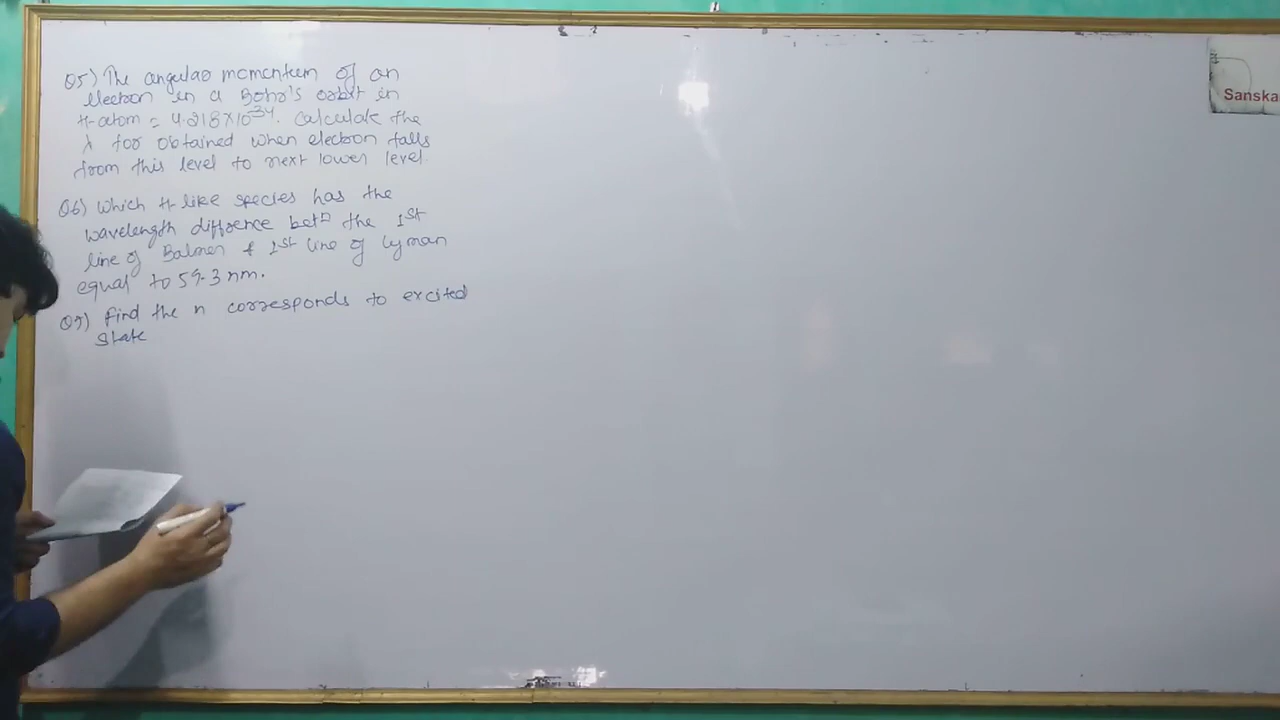 Q5) The angular momentum of an
electron in a Bohr's orbit in
H-atom = 4.218×10⁻³⁴. Calculate the
λ for obtained when electron falls
from this level to next lower level.
Q6) Which H-like species has the
wavelength diffrence betⁿ the 1st
line of Balmer & 1st line of Lyman
equal to 59.3 nm.
Q7) Find the n corresponds to excited
state
Sanska